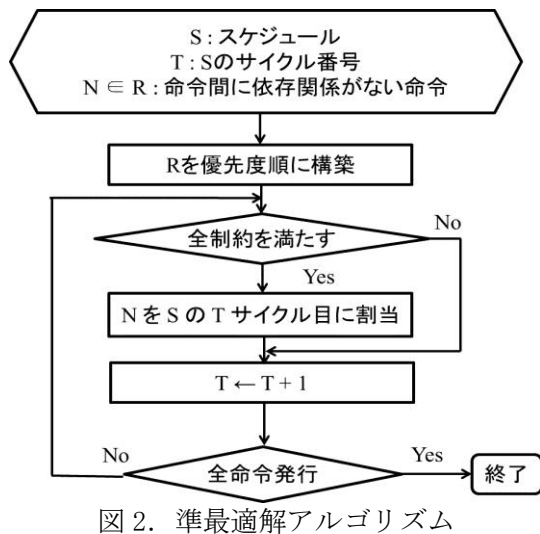 S : スケジュール
T : Sのサイクル番号
N ∈ R : 命令間に依存関係がない命令
Rを優先度順に構築
全制約を満たす
No
Yes
N を S の T サイクル目に割当
T ← T + 1
No
全命令発行
Yes
終了
図 2. 準最適解アルゴリズム